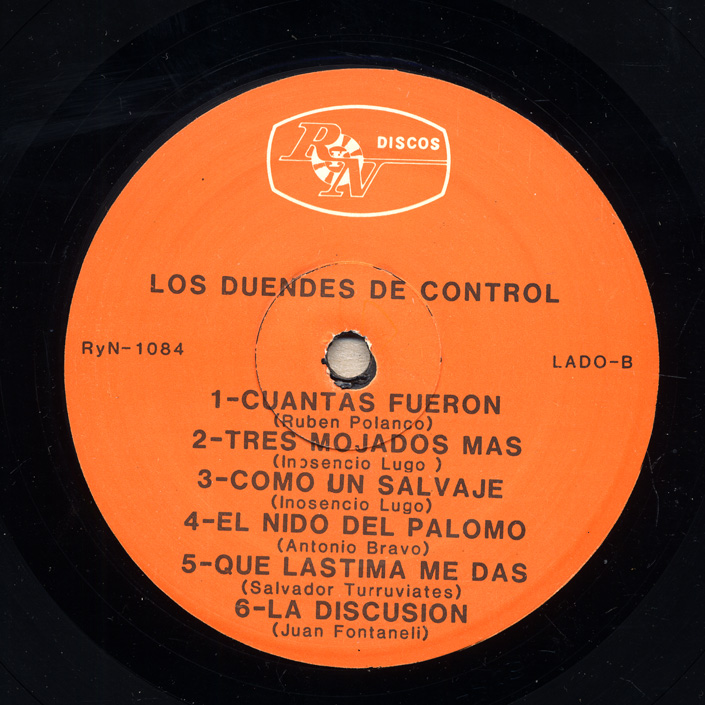 RN DISCOS
LOS DUENDES DE CONTROL
RyN-1084
LADO-B
1-CUANTAS FUERON
(Ruben Polanco)
2-TRES MOJADOS MAS
(Inosencio Lugo )
3-COMO UN SALVAJE
(Inosencio Lugo)
4-EL NIDO DEL PALOMO
(Antonio Bravo)
5-QUE LASTIMA ME DAS
(Salvador Turruviates)
6-LA DISCUSION
(Juan Fontaneli)